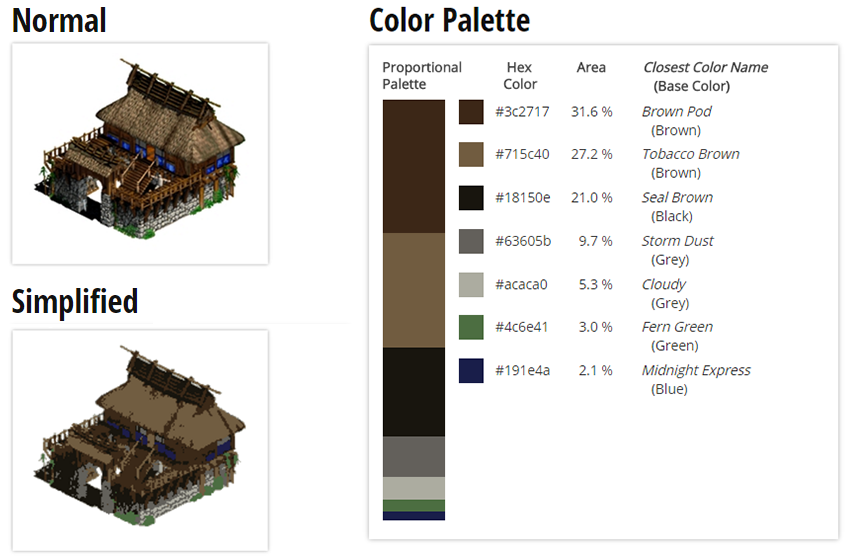 Normal
Color Palette
Proportional Palette
Hex Color
Area
Closest Color Name
(Base Color)
#3c2717 31.6 % Brown Pod
(Brown)
#715c40 27.2 % Tobacco Brown
(Brown)
#18150e 21.0 % Seal Brown
(Black)
#63605b 9.7 % Storm Dust
(Grey)
#acaca0 5.3 % Cloudy
(Grey)
#4c6e41 3.0 % Fern Green
(Green)
#191e4a 2.1 % Midnight Express
(Blue)
Simplified